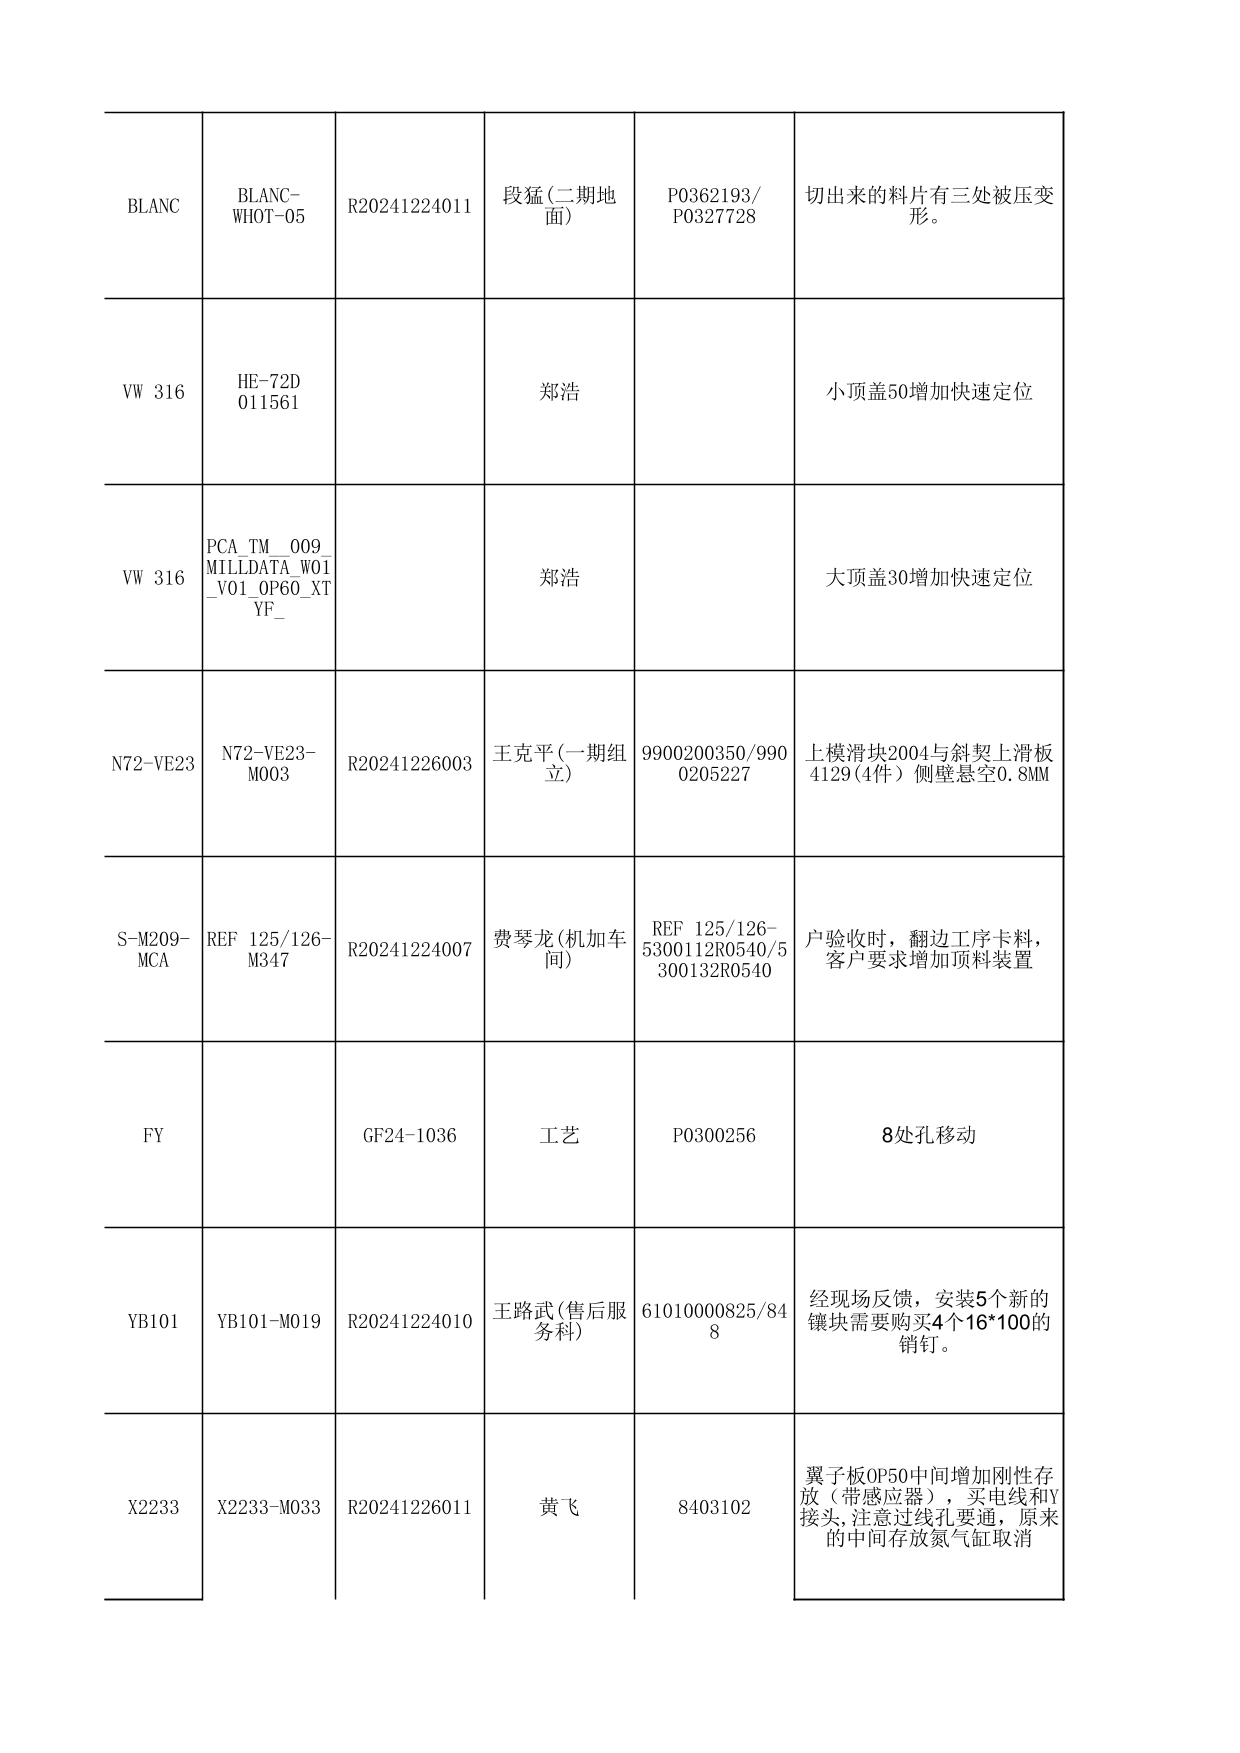 BLANC
BLANC-
WHOT-05
R20241224011
段猛(二期地
面)
P0362193/
P0327728
切出来的料片有三处被压变
形。
VW 316
HE-72D
011561
郑浩
小顶盖50增加快速定位
VW 316
PCA_TM__009_
MILLDATA_W01
_V01_OP60_XT
YF_
郑浩
大顶盖30增加快速定位
N72-VE23
N72-VE23-
M003
R20241226003
王克平(一期组
立)
9900200350/990
0205227
上模滑块2004与斜契上滑板
4129(4件）侧壁悬空0.8MM
S-M209-
MCA
REF 125/126-
M347
R20241224007
费琴龙(机加车
间)
REF 125/126-
5300112R0540/5
300132R0540
户验收时，翻边工序卡料，
客户要求增加顶料装置
FY
GF24-1036
工艺
P0300256
8处孔移动
YB101
YB101-M019
R20241224010
王路武(售后服
务科)
61010000825/84
8
经现场反馈，安装5个新的
镶块需要购买4个16*100的
销钉。
X2233
X2233-M033
R20241226011
黄飞
8403102
翼子板OP50中间增加刚性存
放（带感应器），买电线和Y
接头,注意过线孔要通，原来
的中间存放氮气缸取消